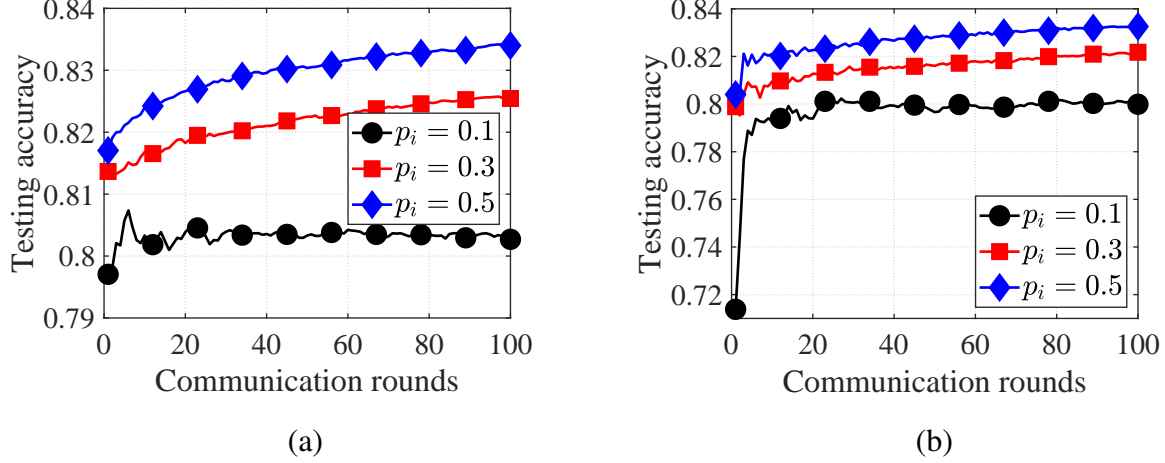 0.84
0.83
0.82
0.81
0.8
0.79
Testing accuracy
p_i = 0.1
p_i = 0.3
p_i = 0.5
0 20 40 60 80 100
Communication rounds
(a)
0.84
0.82
0.8
0.78
0.76
0.74
0.72
Testing accuracy
p_i = 0.1
p_i = 0.3
p_i = 0.5
0 20 40 60 80 100
Communication rounds
(b)